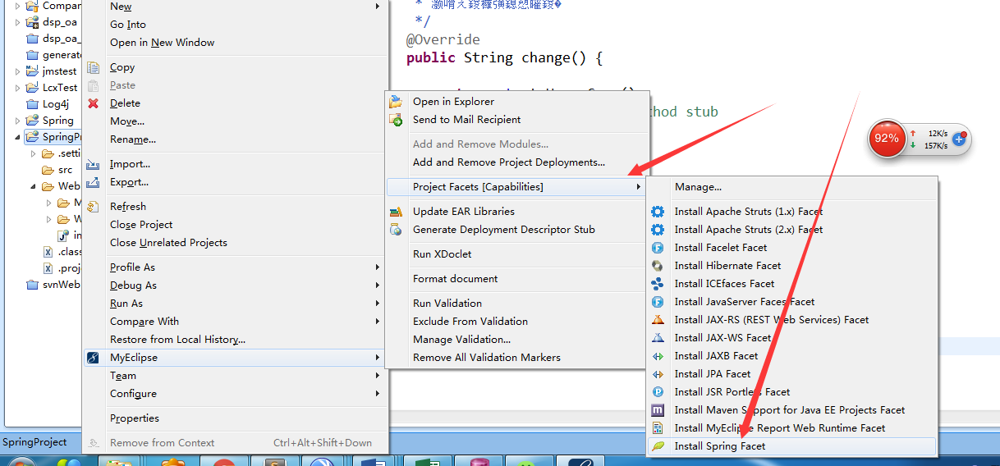 Compan
dsp_oa
dsp_oa_
generate
jmstest
LcxTest
Log4j
Spring
SpringPr
.setti
src
Web
M
W
in
.class
.proj
svnWeb
SpringProject
New
Go Into
Open in New Window
Copy
Paste
Delete
Move...
Rename...
Import...
Export...
Refresh
Close Project
Close Unrelated Projects
Profile As
Debug As
Run As
Compare With
Restore from Local History...
MyEclipse
Team
Configure
Properties
Remove from Context Ctrl+Alt+Shift+Down
*/
@Override
public String change() {
thod stub
Open in Explorer
Send to Mail Recipient
Add and Remove Modules...
Add and Remove Project Deployments...
Project Facets [Capabilities]
Update EAR Libraries
Generate Deployment Descriptor Stub
Run XDoclet
Format document
Run Validation
Exclude From Validation
Manage Validation...
Remove All Validation Markers
92%
12K/s
157K/s
Manage...
Install Apache Struts (1.x) Facet
Install Apache Struts (2.x) Facet
Install Facelet Facet
Install Hibernate Facet
Install ICEfaces Facet
Install JavaServer Faces Facet
Install JAX-RS (REST Web Services) Facet
Install JAX-WS Facet
Install JAXB Facet
Install JPA Facet
Install JSR Portlets Facet
Install Maven Support for Java EE Projects Facet
Install MyEclipse Report Web Runtime Facet
Install Spring Facet